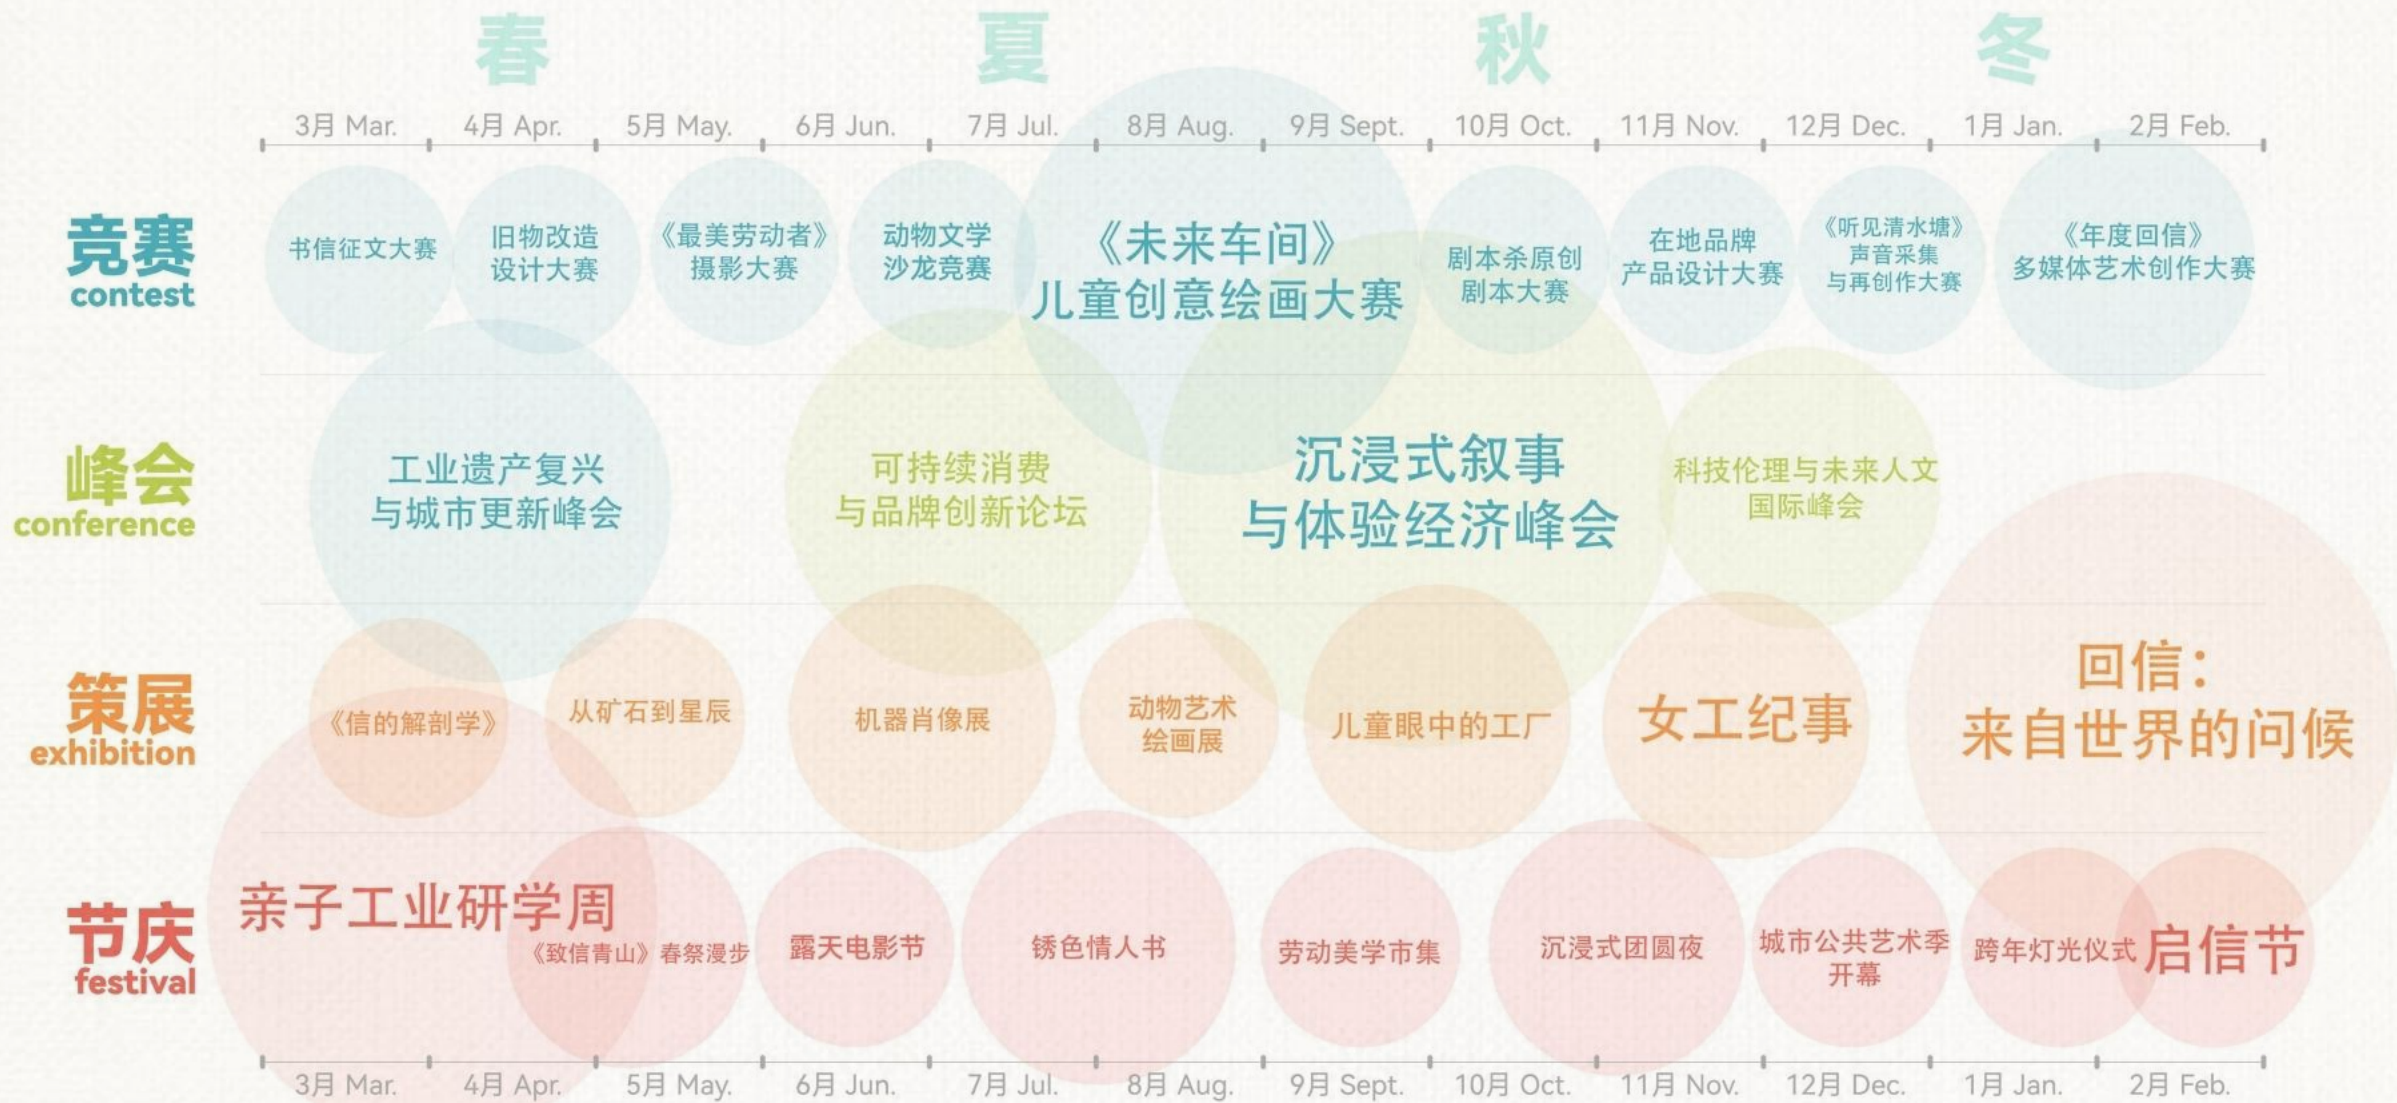 春
夏
秋
冬
3月 Mar.
4月 Apr.
5月 May.
6月 Jun.
7月 Jul.
8月 Aug.
9月 Sept.
10月 Oct.
11月 Nov.
12月 Dec.
1月 Jan.
2月 Feb.
竞赛
contest
书信征文大赛
旧物改造
设计大赛
《最美劳动者》
摄影大赛
动物文学
沙龙竞赛
《未来车间》
儿童创意绘画大赛
剧本杀原创
剧本大赛
在地品牌
产品设计大赛
《听见清水塘》
声音采集
与再创作大赛
《年度回信》
多媒体艺术创作大赛
峰会
conference
工业遗产复兴
与城市更新峰会
可持续消费
与品牌创新论坛
沉浸式叙事
与体验经济峰会
科技伦理与未来人文
国际峰会
策展
exhibition
《信的解剖学》
从矿石到星辰
机器肖像展
动物艺术
绘画展
儿童眼中的工厂
女工纪事
回信：
来自世界的问候
节庆
festival
亲子工业研学周
《致信青山》春祭漫步
露天电影节
锈色情人书
劳动美学市集
沉浸式团圆夜
城市公共艺术季
开幕
跨年灯光仪式
启信节
3月 Mar.
4月 Apr.
5月 May.
6月 Jun.
7月 Jul.
8月 Aug.
9月 Sept.
10月 Oct.
11月 Nov.
12月 Dec.
1月 Jan.
2月 Feb.